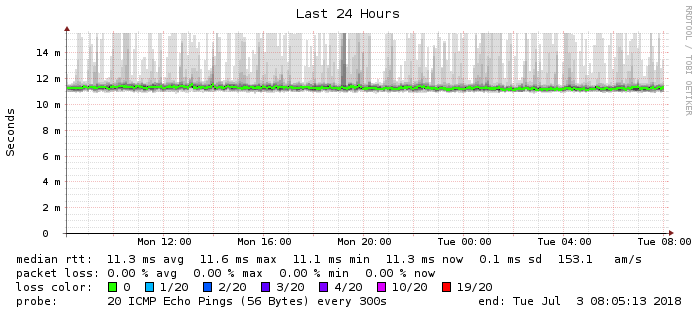 Last 24 Hours
RRDTOOL / TOBI OETIKER
Seconds
14 m
12 m
10 m
8 m
6 m
4 m
2 m
0
Mon 12:00 Mon 16:00 Mon 20:00 Tue 00:00 Tue 04:00 Tue 08:00
median rtt: 11.3 ms avg 11.6 ms max 11.1 ms min 11.3 ms now 0.1 ms sd 153.1 am/s
packet loss: 0.00 % avg 0.00 % max 0.00 % min 0.00 % now
loss color: 0 1/20 2/20 3/20 4/20 10/20 19/20
probe: 20 ICMP Echo Pings (56 Bytes) every 300s end: Tue Jul 3 08:05:13 2018